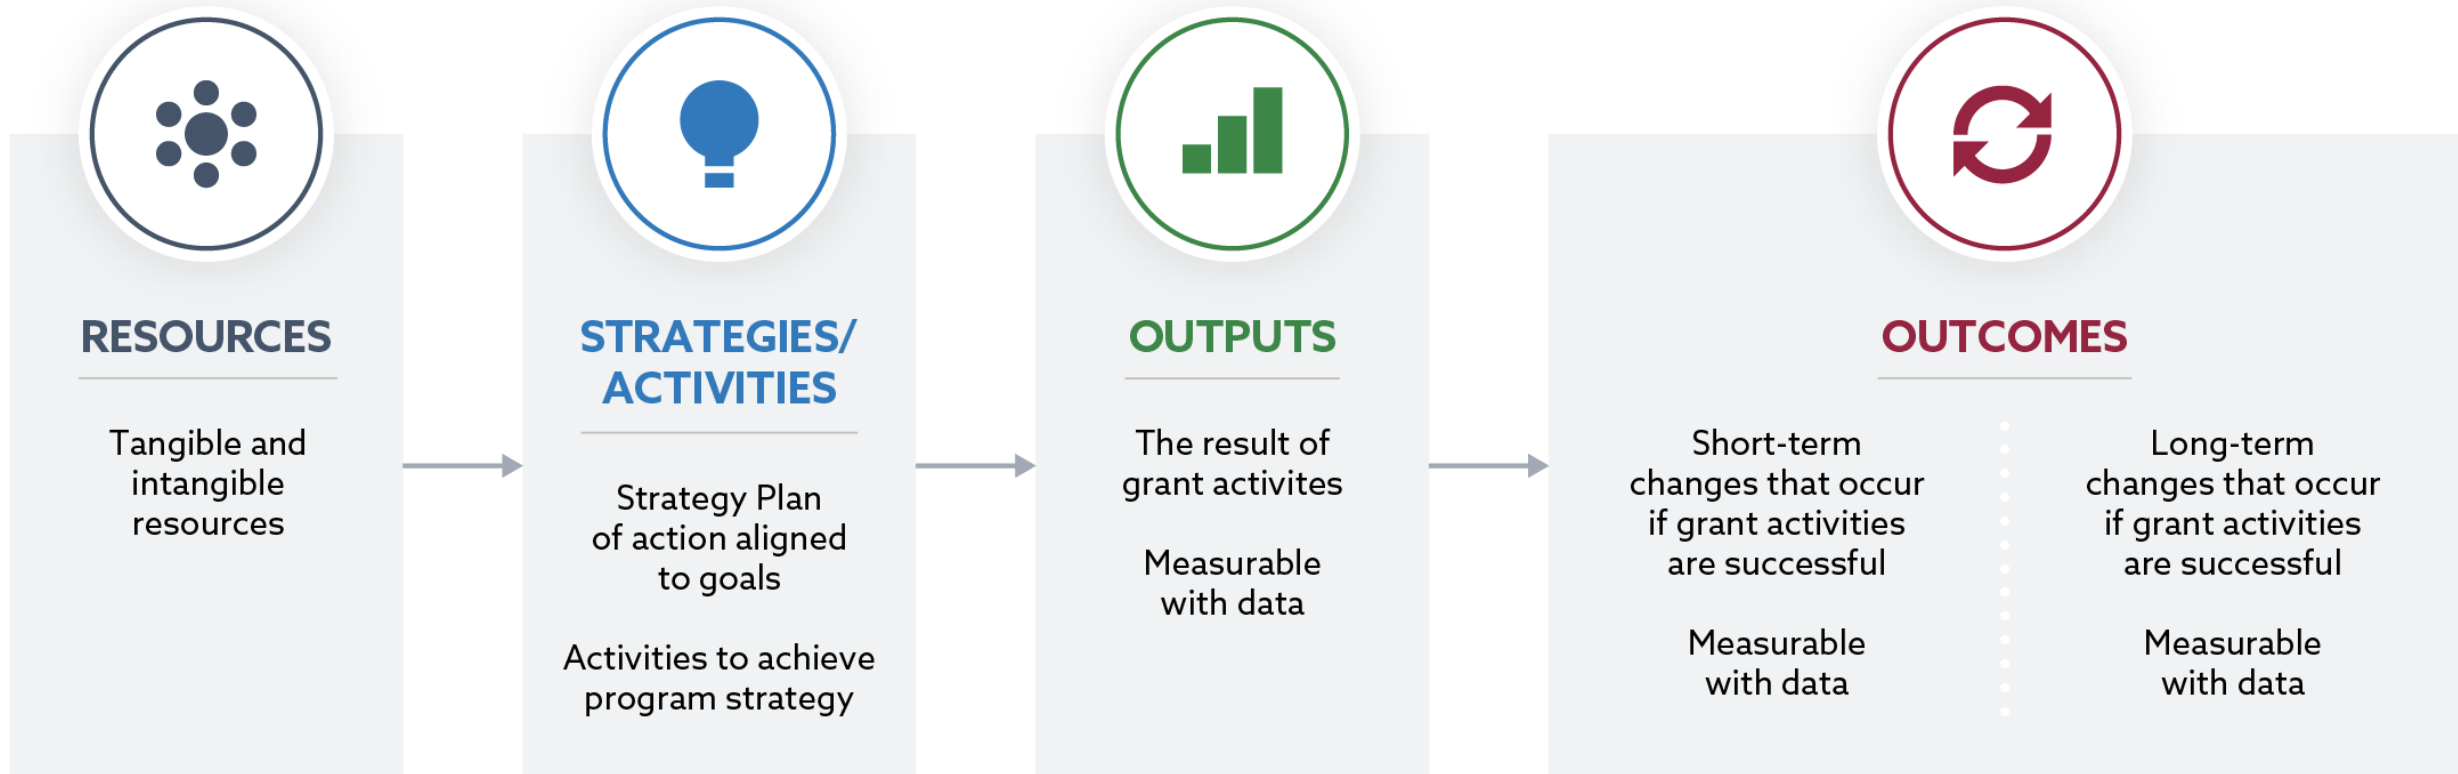 RESOURCES
Tangible and
intangible
resources
STRATEGIES/
ACTIVITIES
Strategy Plan
of action aligned
to goals
Activities to achieve
program strategy
OUTPUTS
The result of
grant activites
Measurable
with data
OUTCOMES
Short-term
changes that occur
if grant activities
are successful
Measurable
with data
Long-term
changes that occur
if grant activities
are successful
Measurable
with data